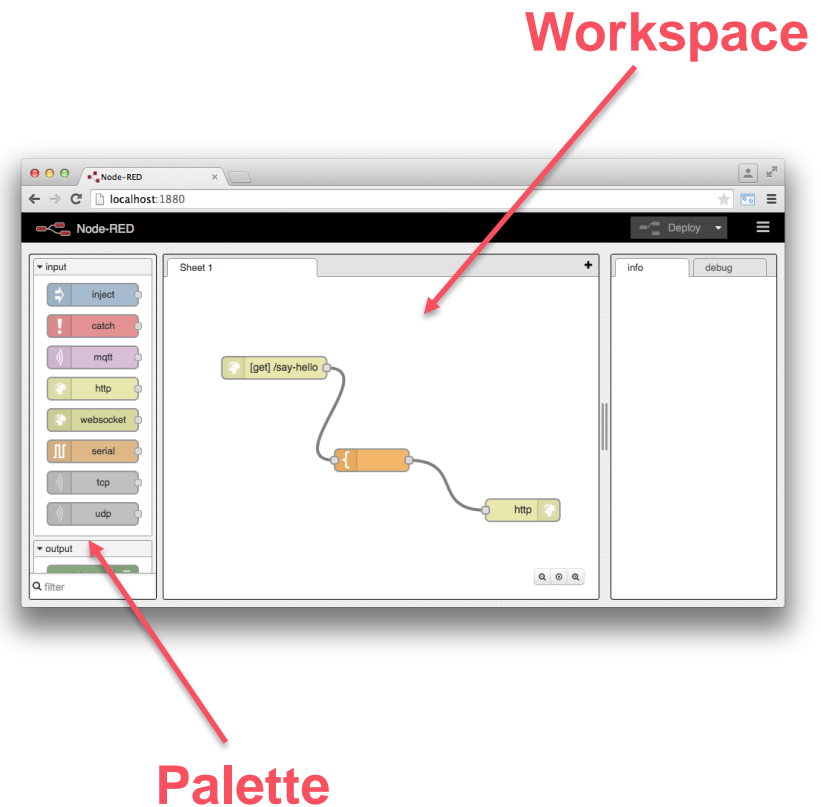 Workspace
Node-RED
localhost:1880
Node-RED
Deploy
input
inject
catch
mqtt
http
websocket
serial
tcp
udp
output
filter
Sheet 1
[get] /say-hello
{
http
info
debug
Palette